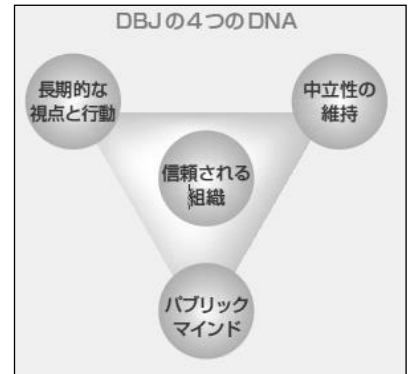 DBJの4つのDNA
長期的な
視点と行動
中立性の
維持
信頼される
組織
パブリック
マインド